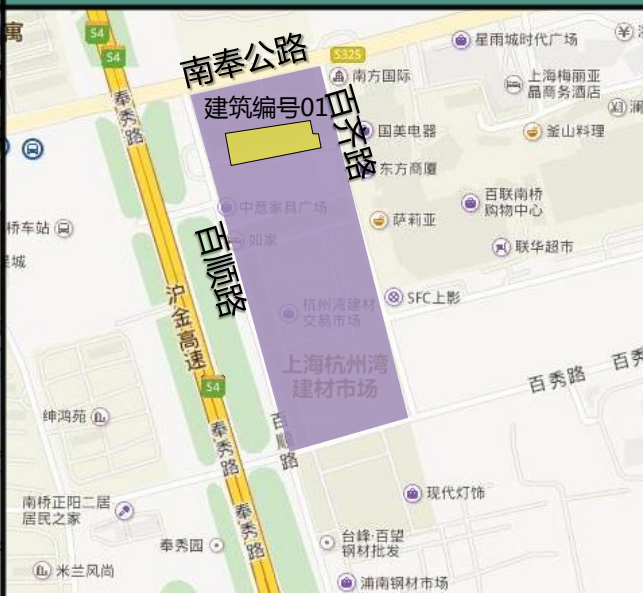 寓
S4
S4
南奉公路
S325
星雨城时代广场
南方国际
上海梅丽亚
晶商务酒店
建筑编号01
百齐路
奉秀路
国美电器
釜山料理
东方商厦
百联南桥
购物中心
中意家具广场
萨莉亚
桥车站
如家
联华超市
百顺路
星城
沪金高速
杭州湾建材
交易市场
SFC上影
上海杭州湾
建材市场
S4
百秀路
百秀
绅鸿苑
百顺路
奉秀路
南桥正阳二居
居民之家
现代灯饰
奉秀路
奉秀园
台峰·百望
钢材批发
米兰风尚
浦南钢材市场